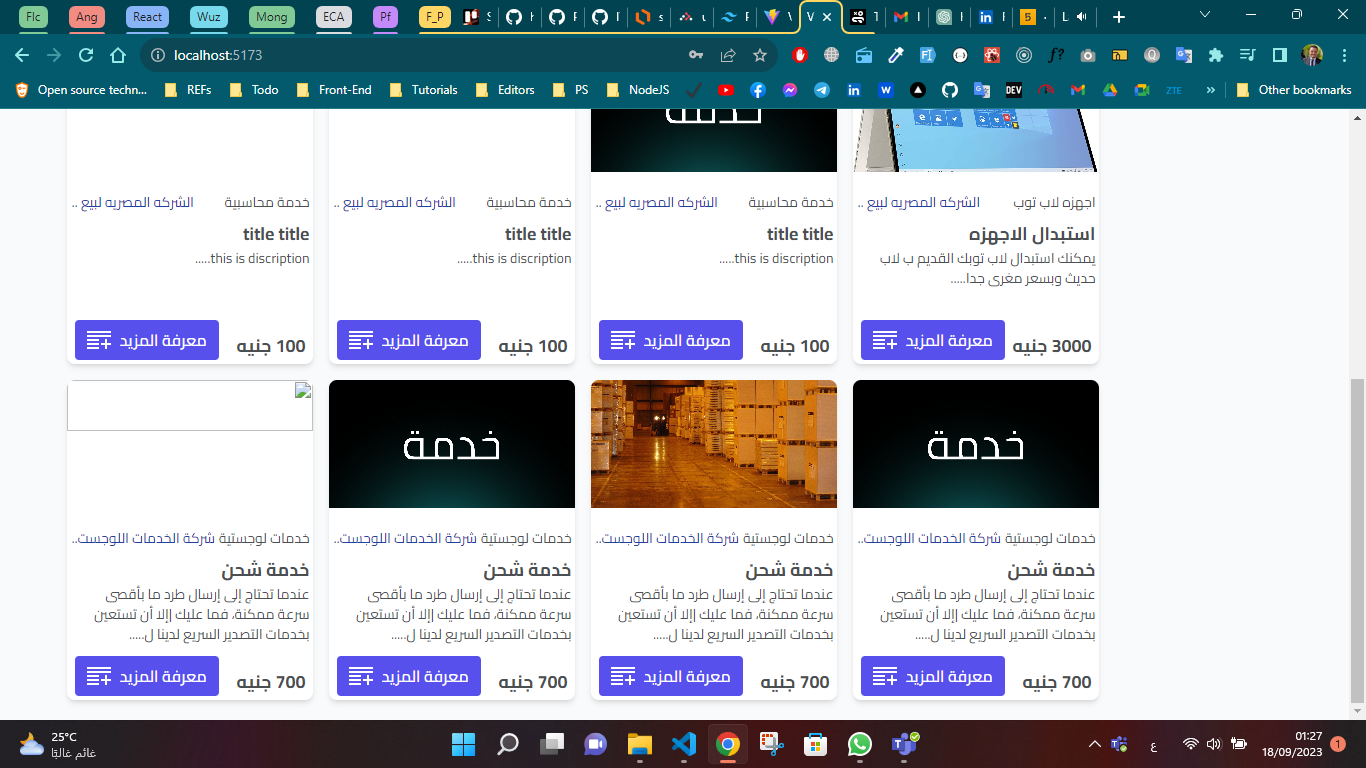 Flc
Ang
React
Wuz
Mong
ECA
Pf
F_P
localhost:5173
Open source techn...
REFs
Todo
Front-End
Tutorials
Editors
PS
NodeJS
DEV
ZTE
Other bookmarks
خدمة
اجهزه لاب توب
الشركه المصريه لبيع ..
استبدال الاجهزه
يمكنك استبدال لاب توبك القديم ب لاب
حديث وبسعر مغرى جدا.....
3000 جنيه
معرفة المزيد
خدمة محاسبية
الشركه المصريه لبيع ..
title title
this is discription.....
100 جنيه
معرفة المزيد
خدمة محاسبية
الشركه المصريه لبيع ..
title title
this is discription.....
100 جنيه
معرفة المزيد
خدمة محاسبية
الشركه المصريه لبيع ..
title title
this is discription.....
100 جنيه
معرفة المزيد
خدمة
خدمات لوجستية
شركة الخدمات اللوجست..
خدمة شحن
عندما تحتاج إلى إرسال طرد ما بأقصى
سرعة ممكنة، فما عليك إلا أن تستعين
بخدمات التصدير السريع لدينا ل.....
700 جنيه
معرفة المزيد
خدمات لوجستية
شركة الخدمات اللوجست..
خدمة شحن
عندما تحتاج إلى إرسال طرد ما بأقصى
سرعة ممكنة، فما عليك إلا أن تستعين
بخدمات التصدير السريع لدينا ل.....
700 جنيه
معرفة المزيد
خدمة
خدمات لوجستية
شركة الخدمات اللوجست..
خدمة شحن
عندما تحتاج إلى إرسال طرد ما بأقصى
سرعة ممكنة، فما عليك إلا أن تستعين
بخدمات التصدير السريع لدينا ل.....
700 جنيه
معرفة المزيد
خدمات لوجستية
شركة الخدمات اللوجست..
خدمة شحن
عندما تحتاج إلى إرسال طرد ما بأقصى
سرعة ممكنة، فما عليك إلا أن تستعين
بخدمات التصدير السريع لدينا ل.....
700 جنيه
معرفة المزيد
25°C
غائم غالبًا
ع
01:27
18/09/2023
1